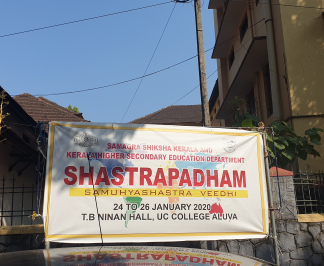 SAMAGRA SHIKSHA KERALA AND
KERALA HIGHER SECONDARY EDUCATION DEPARTMENT
SHASTRAPADHAM
SAMUHYASHASTRA VEEDHI
24 TO 26 JANUARY 2020
T.B NINAN HALL, UC COLLEGE ALUVA
SHASTRAPADHAM